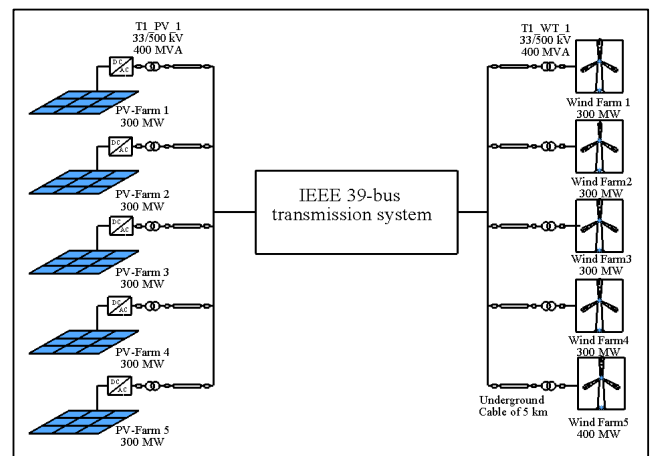 T1_PV_1
33/500 kV
400 MVA
DC
AC
PV-Farm 1
300 MW
DC
AC
PV-Farm 2
300 MW
DC
AC
PV-Farm 3
300 MW
DC
AC
PV-Farm 4
300 MW
DC
AC
PV-Farm 5
300 MW
IEEE 39-bus
transmission system
T1_WT_1
33/500 kV
400 MVA
Wind Farm 1
300 MW
Wind Farm2
300 MW
Wind Farm3
300 MW
Wind Farm4
300 MW
Underground
Cable of 5 km
Wind Farm5
400 MW